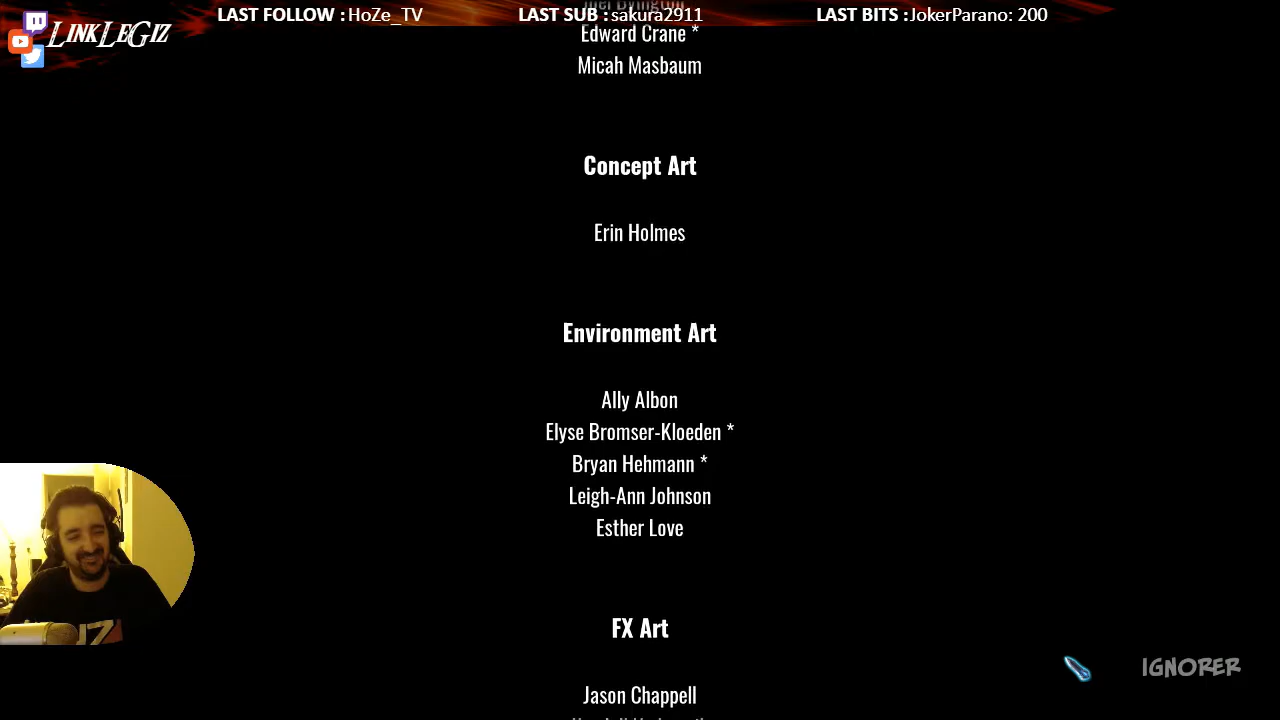 LAST FOLLOW : HoZe_TV
LAST SUB : sakura2911
LAST BITS : JokerParano: 200
LINKLEGIZ
Edward Crane *
Micah Masbaum
Concept Art
Erin Holmes
Environment Art
Ally Albon
Elyse Bromser-Kloeden *
Bryan Hehmann *
Leigh-Ann Johnson
Esther Love
FX Art
IGNORER
Jason Chappell